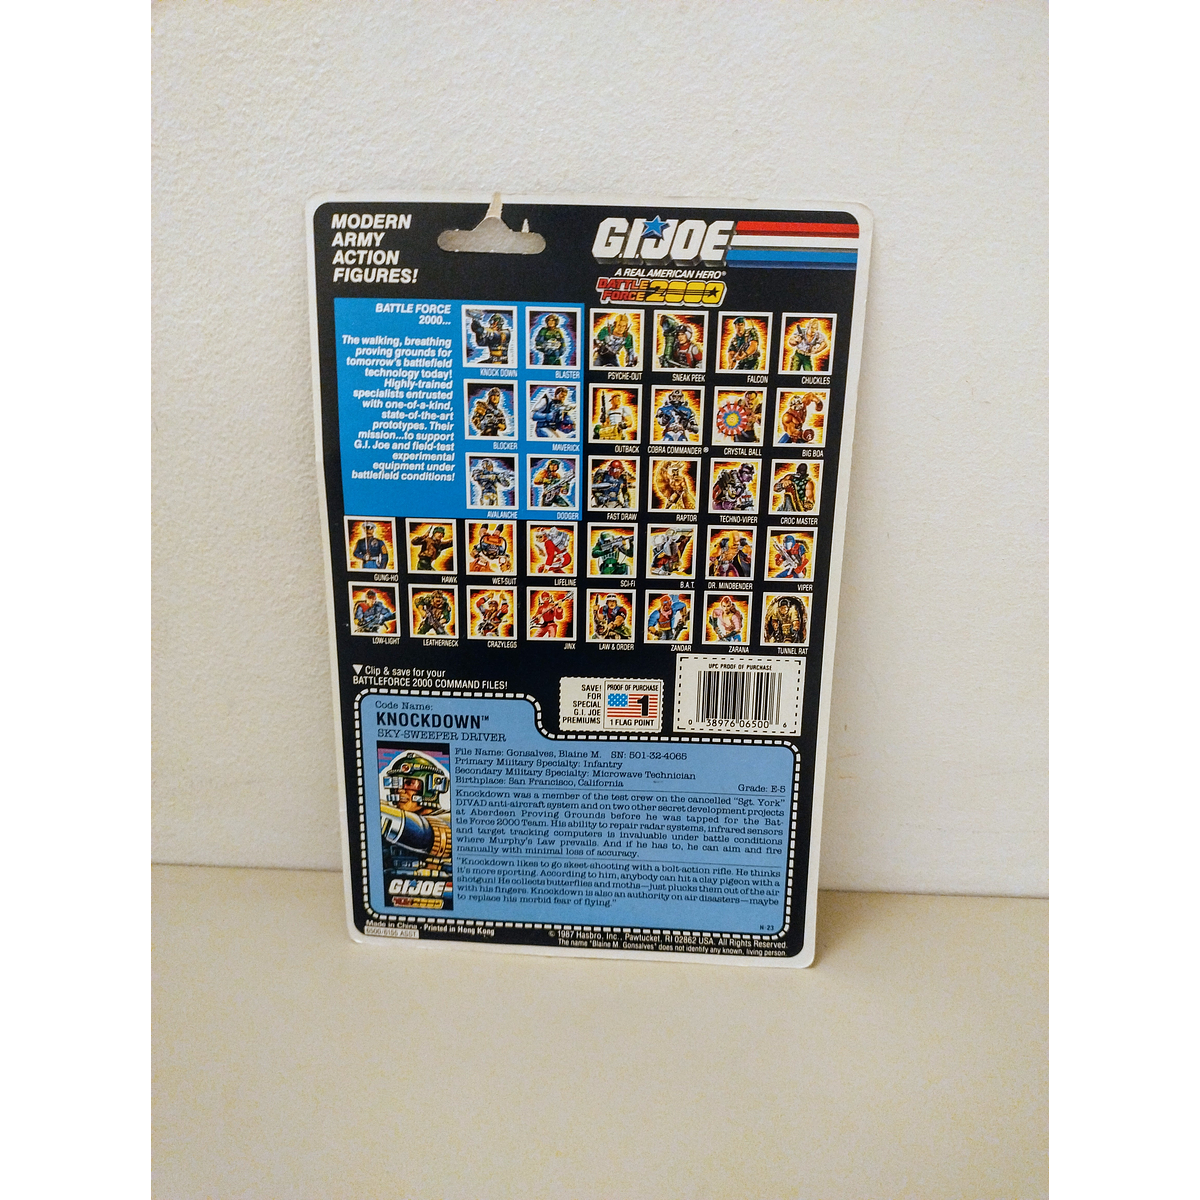 MODERN
ARMY
ACTION
FIGURES!
G.I. JOE
A REAL AMERICAN HERO®
BATTLE
FORCE 2000
BATTLE FORCE
2000...
The walking, breathing
proving grounds for
tomorrow's battlefield
technology today!
Highly-trained
specialists entrusted
with one-of-a-kind,
state-of-the-art
prototypes. Their
mission...to support
G.I. Joe and field-test
experimental
equipment under
battlefield conditions!
KNOCK DOWN BLASTER PSYCHE-OUT SNEAK PEEK FALCON CHUCKLES
BLOCKER MAVERICK OUTBACK COBRA COMMANDER® CRYSTAL BALL BIG BOA
AVALANCHE DODGER FAST DRAW RAPTOR TECHNO-VIPER CROC MASTER
GUNG-HO HAWK WET-SUIT LIFELINE SCI-FI B.A.T. DR. MINDBENDER VIPER
LOW-LIGHT LEATHERNECK CRAZYLEGS JINX LAW & ORDER ZANDAR ZARANA TUNNEL RAT
▼ Clip & save for your
BATTLEFORCE 2000 COMMAND FILES!
SAVE!
FOR
SPECIAL
G.I. JOE
PREMIUMS
PROOF OF PURCHASE
1
1 FLAG POINT
UPC PROOF OF PURCHASE
0 38976 06500 6
Code Name:
KNOCKDOWN™
SKY-SWEEPER DRIVER
File Name: Gonsalves, Blaine M. SN: 501-32-4065
Primary Military Specialty: Infantry
Secondary Military Specialty: Microwave Technician
Birthplace: San Francisco, California
Grade: E-5
Knockdown was a member of the test crew on the cancelled "Sgt. York"
DIVAD anti-aircraft system and on two other secret development projects
at Aberdeen Proving Grounds before he was tapped for the Bat-
tle Force 2000 Team. His ability to repair radar systems, infrared sensors
and target tracking computers is invaluable under battle conditions
where Murphy's Law prevails. And if he has to, he can aim and fire
manually with minimal loss of accuracy.
"Knockdown likes to go skeet-shooting with a bolt-action rifle. He thinks
it's more sporting. According to him, anybody can hit a clay pigeon with a
shotgun! He collects butterflies and moths—just plucks them out of the air
with his fingers. Knockdown is also an authority on air disasters—maybe
to replace his morbid fear of flying."
G.I. JOE
N-23
Made in China - Printed in Hong Kong
6500-6155 ASST.
© 1987 Hasbro, Inc., Pawtucket, RI 02862 USA. All Rights Reserved.
The name "Blaine M. Gonsalves" does not identify any known, living person.